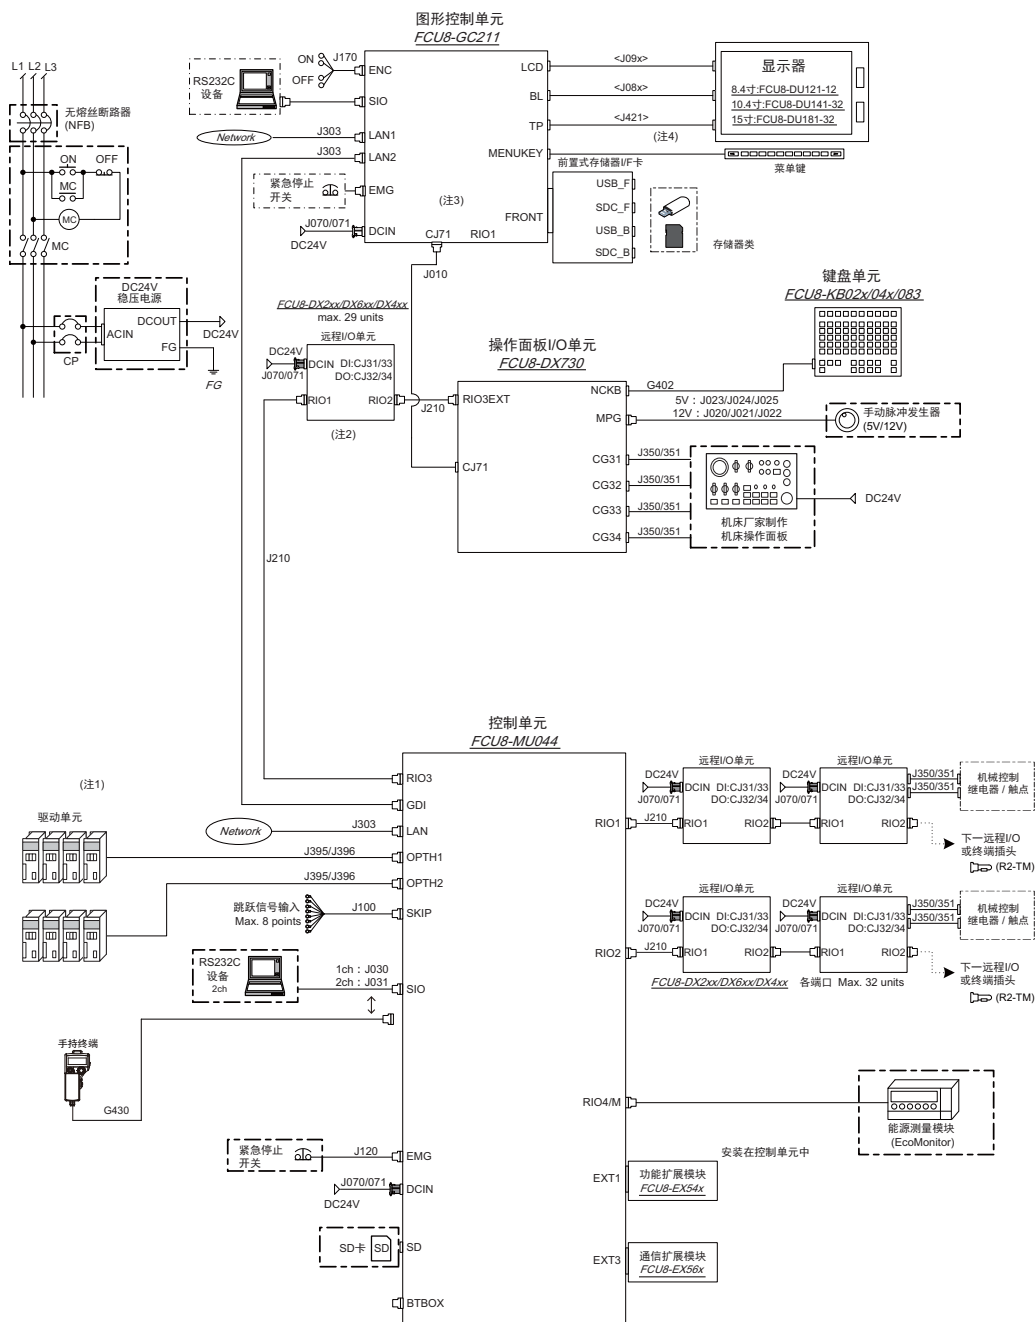 图形控制单元
FCU8-GC211
L1 L2 L3
无熔丝断路器
(NFB)
ON
OFF
MC
MC
MC
DC24V
稳压电源
DCOUT
ACIN
FG
DC24V
FG
CP
RS232C
设备
ON
OFF
J170
ENC
SIO
Network
J303
LAN1
J303
LAN2
紧急停止
开关
EMG
J070/071
DCIN
DC24V
(注3)
CJ71
RIO1
J010
LCD
BL
TP
MENUKEY
FRONT
<J09x>
<J08x>
<J421>
(注4)
显示器
8.4寸:FCU8-DU121-12
10.4寸:FCU8-DU141-32
15寸:FCU8-DU181-32
菜单键
前置式存储器I/F卡
USB_F
SDC_F
USB_B
SDC_B
存储器类
键盘单元
FCU8-KB02x/04x/083
FCU8-DX2xx/DX6xx/DX4xx
max. 29 units
远程I/O单元
DC24V
J070/071
DCIN DI:CJ31/33
DO:CJ32/34
RIO1
RIO2
(注2)
J210
操作面板I/O单元
FCU8-DX730
RIO3EXT
CJ71
NCKB
MPG
CG31
CG32
CG33
CG34
G402
5V：J023/J024/J025
12V：J020/J021/J022
手动脉冲发生器
(5V/12V)
J350/351
J350/351
J350/351
J350/351
机床厂家制作
机床操作面板
DC24V
J210
控制单元
FCU8-MU044
(注1)
驱动单元
RIO3
GDI
Network
J303
LAN
J395/J396
OPTH1
J395/J396
OPTH2
跳跃信号输入
Max. 8 points
J100
SKIP
RS232C
设备
2ch
1ch：J030
2ch：J031
SIO
手持终端
G430
紧急停止
开关
J120
EMG
J070/071
DCIN
DC24V
SD卡
SD
SD
BTBOX
RIO1
J210
远程I/O单元
DC24V
J070/071
DCIN DI:CJ31/33
DO:CJ32/34
RIO1
RIO2
远程I/O单元
DC24V
J070/071
DCIN DI:CJ31/33
DO:CJ32/34
RIO1
RIO2
J350/351
J350/351
机械控制
继电器 / 触点
下一远程I/O
或终端插头
(R2-TM)
RIO2
J210
远程I/O单元
DC24V
J070/071
DCIN DI:CJ31/33
DO:CJ32/34
RIO1
RIO2
远程I/O单元
DC24V
J070/071
DCIN DI:CJ31/33
DO:CJ32/34
RIO1
RIO2
J350/351
J350/351
机械控制
继电器 / 触点
下一远程I/O
或终端插头
(R2-TM)
FCU8-DX2xx/DX6xx/DX4xx
各端口 Max. 32 units
RIO4/M
能源测量模块
(EcoMonitor)
安装在控制单元中
EXT1
功能扩展模块
FCU8-EX54x
EXT3
通信扩展模块
FCU8-EX56x